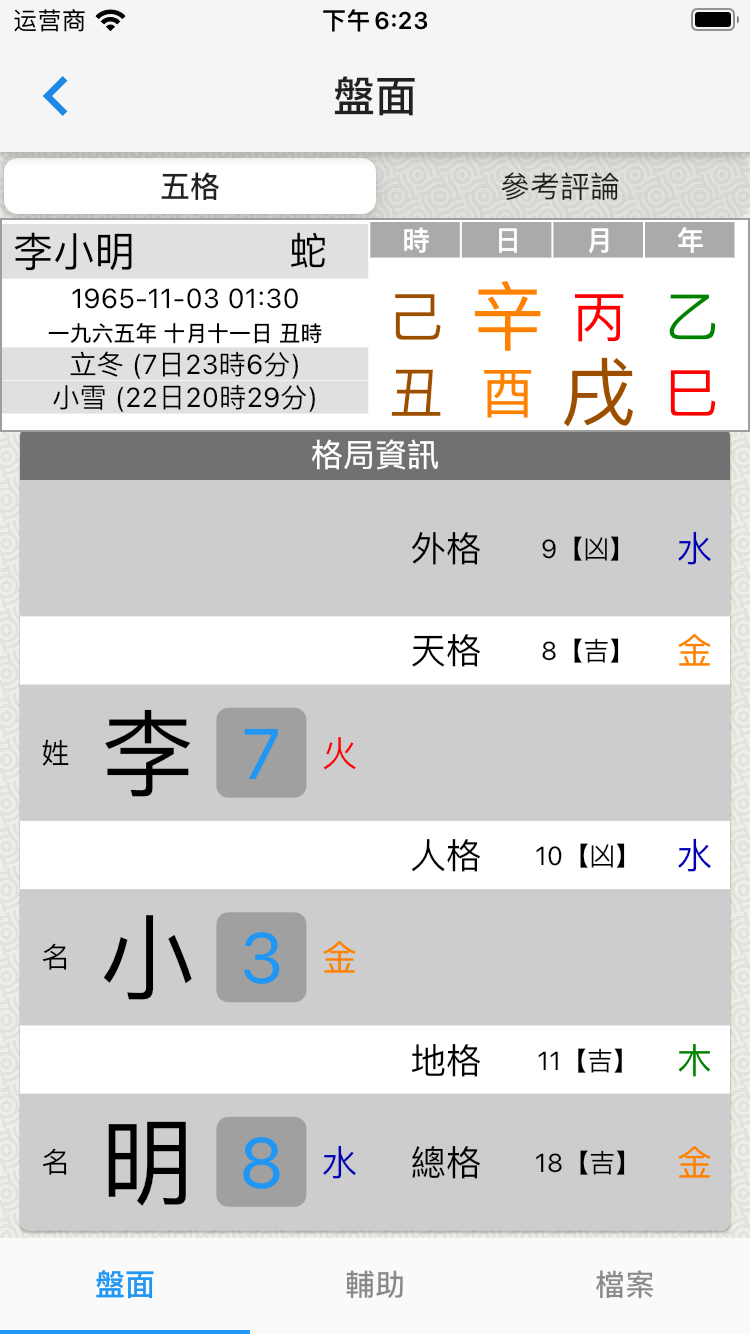 运营商 下午6:23
盤面
五格 參考評論
李小明 蛇
1965-11-03 01:30
一九六五年 十月十一日 丑時
立冬 (7日23時6分)
小雪 (22日20時29分)
時 日 月 年
己 辛 丙 乙
丑 酉 戌 巳
格局資訊
外格 9【凶】 水
天格 8【吉】 金
姓 李 7 火
人格 10【凶】 水
名 小 3 金
地格 11【吉】 木
名 明 8 水 總格 18【吉】 金
盤面 輔助 檔案